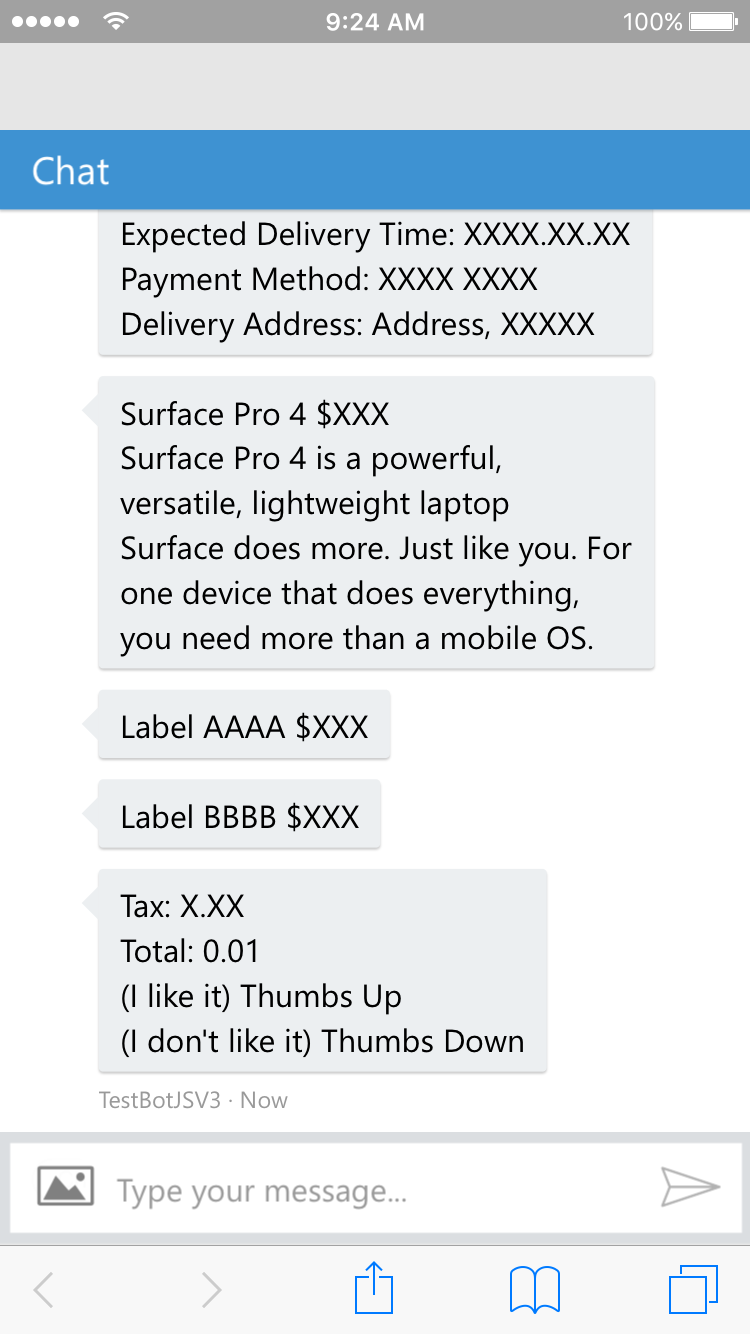 9:24 AM
100%
Chat
Expected Delivery Time: XXXX.XX.XX
Payment Method: XXXX XXXX
Delivery Address: Address, XXXXX
Surface Pro 4 $XXX
Surface Pro 4 is a powerful,
versatile, lightweight laptop
Surface does more. Just like you. For
one device that does everything,
you need more than a mobile OS.
Label AAAA $XXX
Label BBBB $XXX
Tax: X.XX
Total: 0.01
(I like it) Thumbs Up
(I don't like it) Thumbs Down
TestBotJSV3 · Now
Type your message...